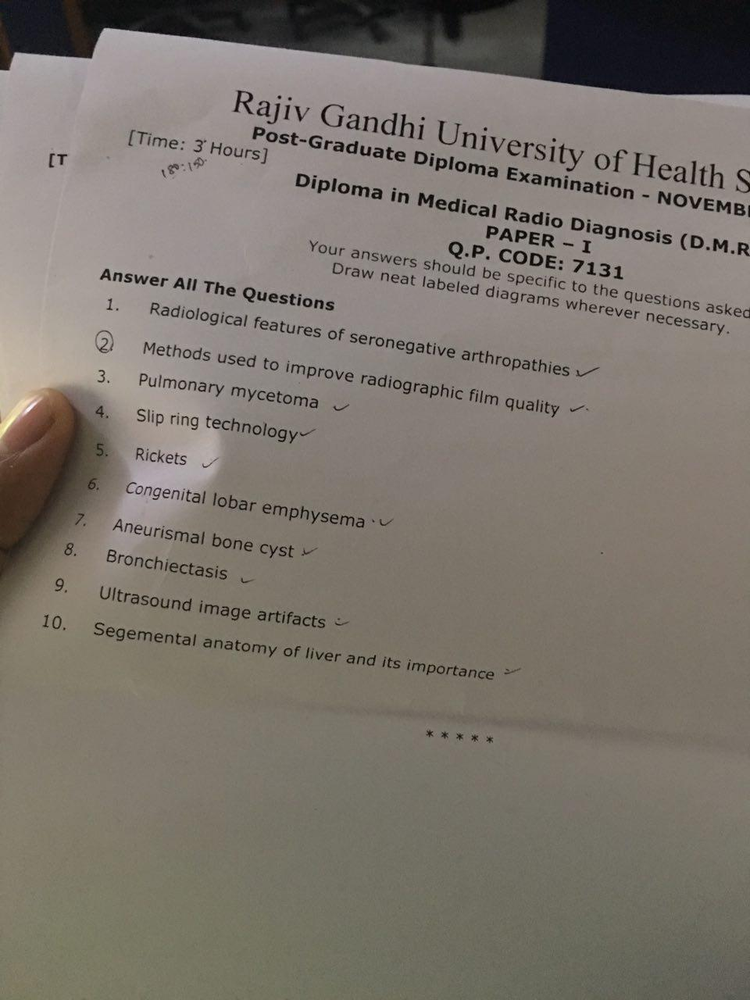 Rajiv Gandhi University of Health S
[Time: 3 Hours]
Post-Graduate Diploma Examination - NOVEMBE
[T
Diploma in Medical Radio Diagnosis (D.M.R
PAPER – I
Q.P. CODE: 7131
Your answers should be specific to the questions asked
Draw neat labeled diagrams wherever necessary.
Answer All The Questions
1. Radiological features of seronegative arthropathies
2. Methods used to improve radiographic film quality
3. Pulmonary mycetoma
4. Slip ring technology
5. Rickets
6. Congenital lobar emphysema
7. Aneurismal bone cyst
8. Bronchiectasis
9. Ultrasound image artifacts
10. Segemental anatomy of liver and its importance
*****